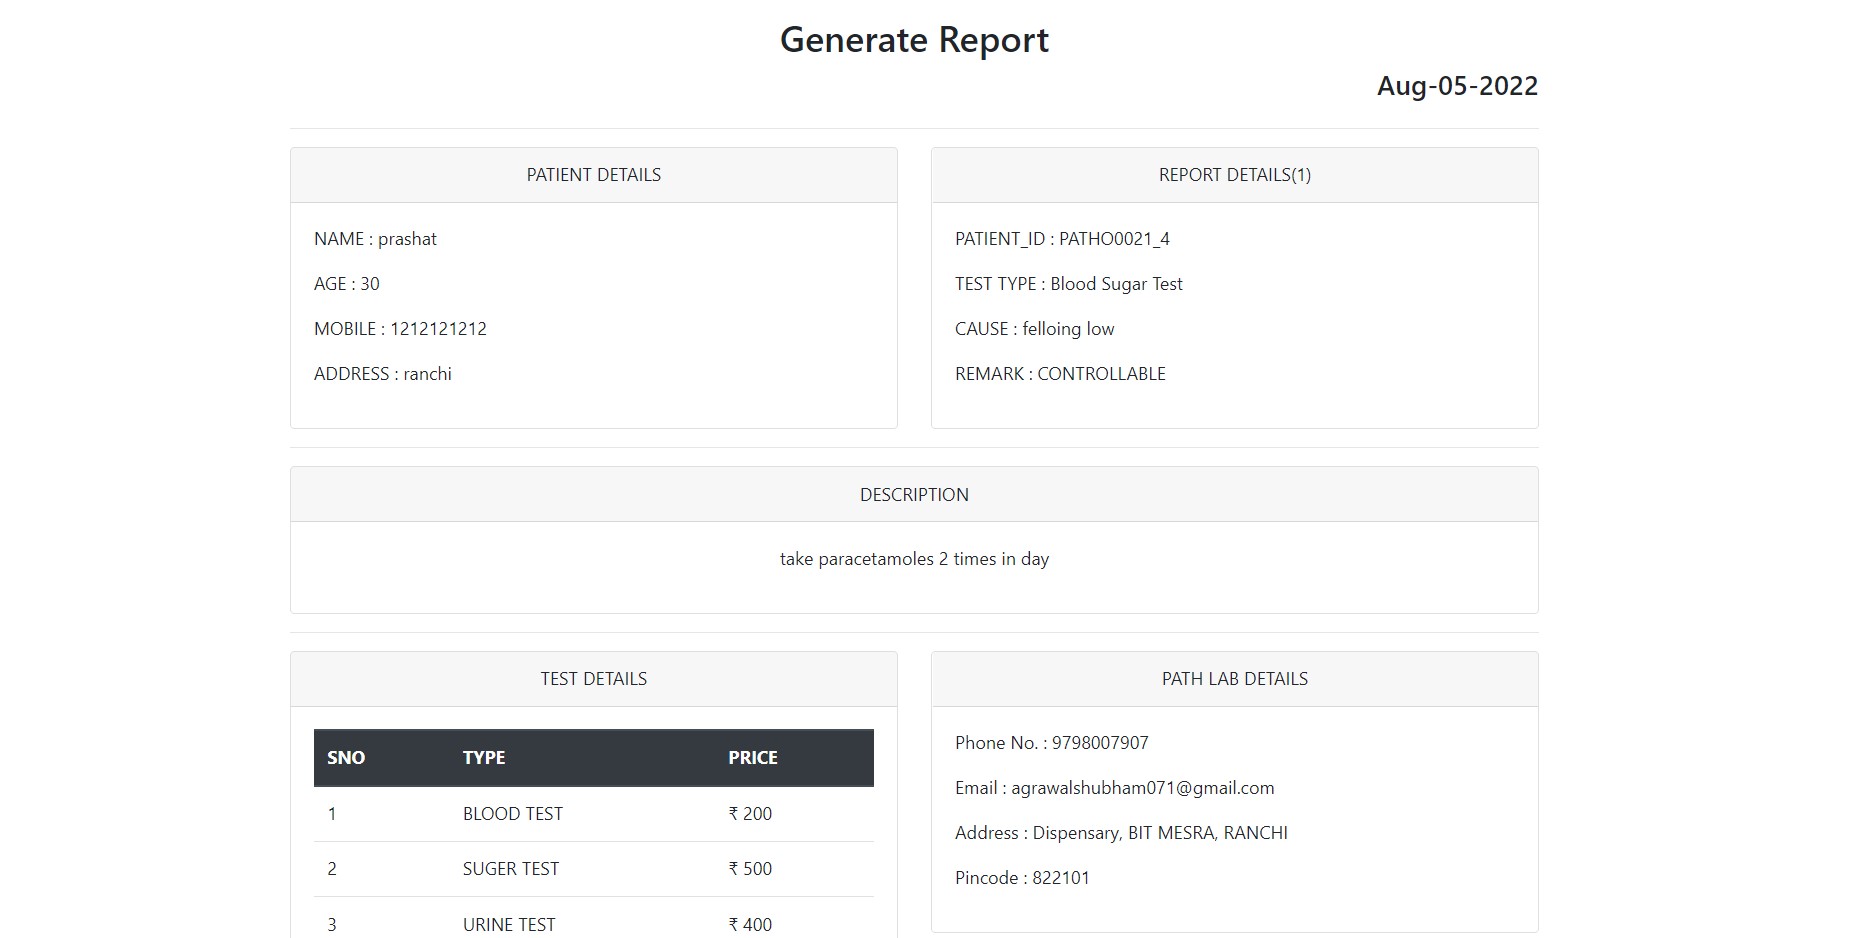 Generate Report
Aug-05-2022
PATIENT DETAILS
NAME : prashat
AGE : 30
MOBILE : 1212121212
ADDRESS : ranchi
REPORT DETAILS(1)
PATIENT_ID : PATHO0021_4
TEST TYPE : Blood Sugar Test
CAUSE : felloing low
REMARK : CONTROLLABLE
DESCRIPTION
take paracetamoles 2 times in day
TEST DETAILS
SNO TYPE PRICE
1 BLOOD TEST ₹ 200
2 SUGER TEST ₹ 500
3 URINE TEST ₹ 400
PATH LAB DETAILS
Phone No. : 9798007907
Email : agrawalshubham071@gmail.com
Address : Dispensary, BIT MESRA, RANCHI
Pincode : 822101